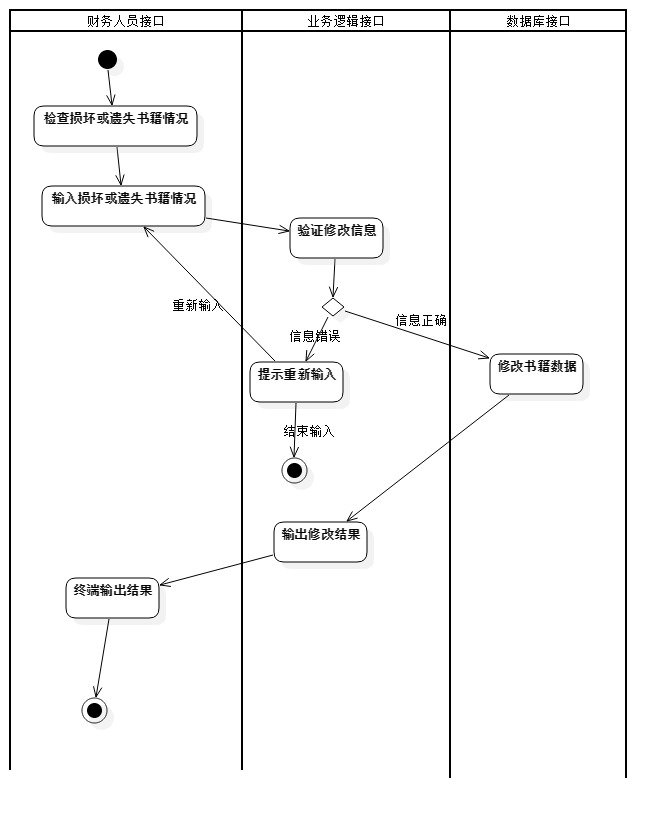 财务人员接口
业务逻辑接口
数据库接口
检查损坏或遗失书籍情况
输入损坏或遗失书籍情况
验证修改信息
重新输入
信息错误
信息正确
提示重新输入
修改书籍数据
结束输入
输出修改结果
终端输出结果